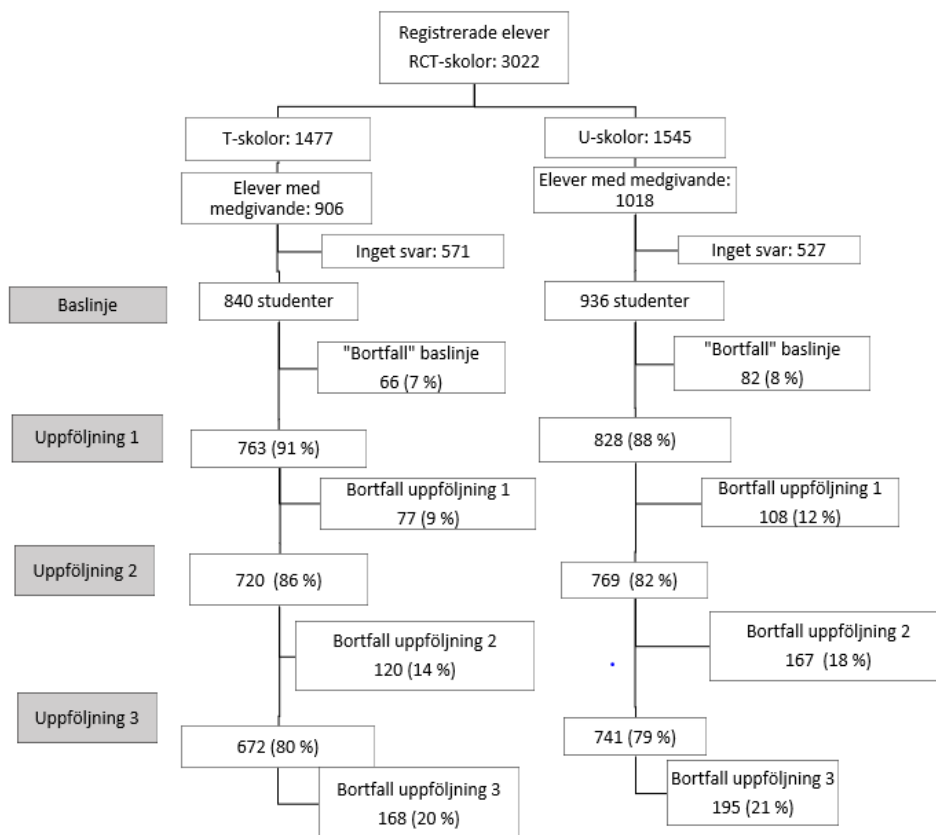 Registrerade elever
RCT-skolor: 3022
T-skolor: 1477
U-skolor: 1545
Elever med
medgivande: 906
Elever med medgivande:
1018
Inget svar: 571
Inget svar: 527
Baslinje
840 studenter
936 studenter
"Bortfall" baslinje
66 (7 %)
"Bortfall" baslinje
82 (8 %)
Uppföljning 1
763 (91 %)
828 (88 %)
Bortfall uppföljning 1
77 (9 %)
Bortfall uppföljning 1
108 (12 %)
Uppföljning 2
720 (86 %)
769 (82 %)
Bortfall uppföljning 2
120 (14 %)
Bortfall uppföljning 2
167 (18 %)
Uppföljning 3
672 (80 %)
741 (79 %)
Bortfall uppföljning 3
168 (20 %)
Bortfall uppföljning 3
195 (21 %)